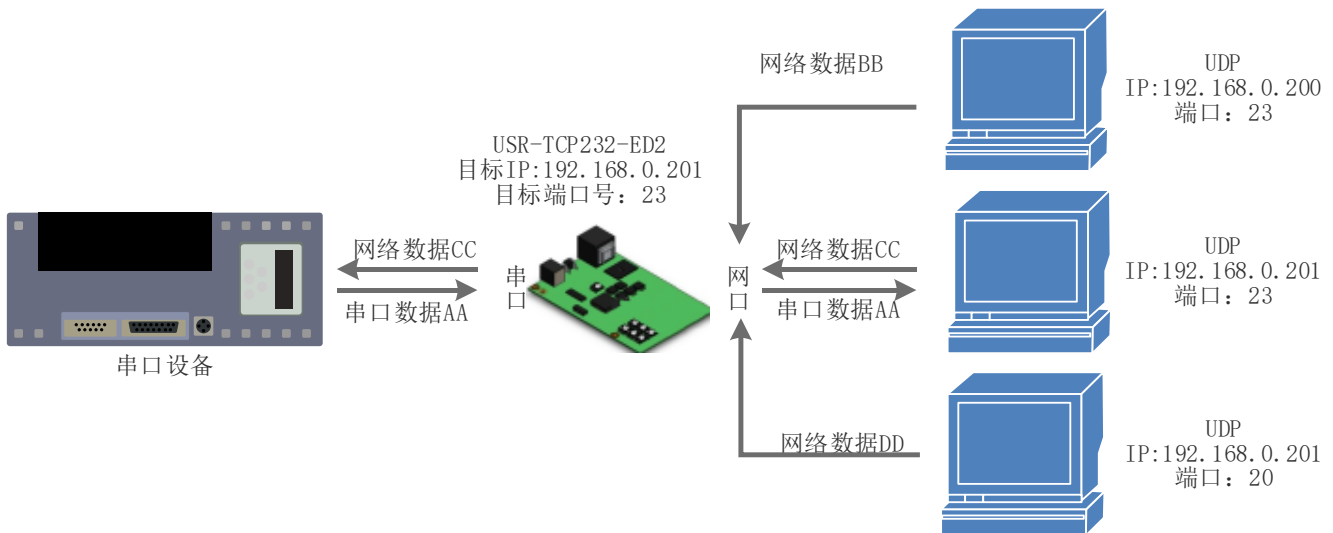 网络数据BB
UDP
IP:192.168.0.200
端口：23
USR-TCP232-ED2
目标IP:192.168.0.201
目标端口号：23
网络数据CC
串口数据AA
串口
网口
网络数据CC
串口数据AA
UDP
IP:192.168.0.201
端口：23
串口设备
网络数据DD
UDP
IP:192.168.0.201
端口：20